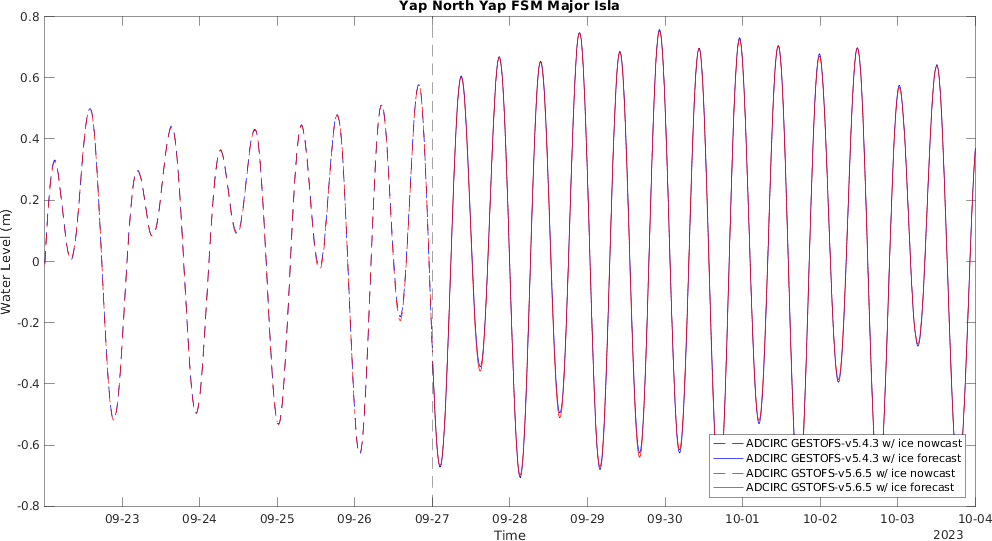 Yap North Yap FSM Major Isla
0.8
0.6
0.4
0.2
0
-0.2
-0.4
-0.6
-0.8
Water Level (m)
ADCIRC GESTOFS-v5.4.3 w/ ice nowcast
ADCIRC GESTOFS-v5.4.3 w/ ice forecast
ADCIRC GSTOFS-v5.6.5 w/ ice nowcast
ADCIRC GSTOFS-v5.6.5 w/ ice forecast
09-23 09-24 09-25 09-26 09-27 09-28 09-29 09-30 10-01 10-02 10-03 10-04
Time
2023